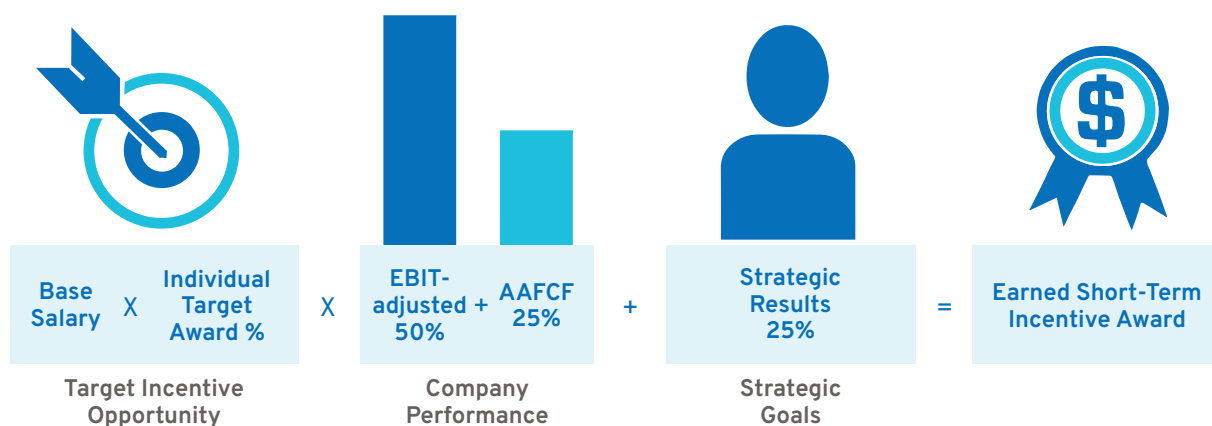 $
Base
Salary
X
Individual
Target
Award %
X
EBIT-
adjusted
50%
+
AAFCF
25%
+
Strategic
Results
25%
=
Earned Short-Term
Incentive Award
Target Incentive
Opportunity
Company
Performance
Strategic
Goals